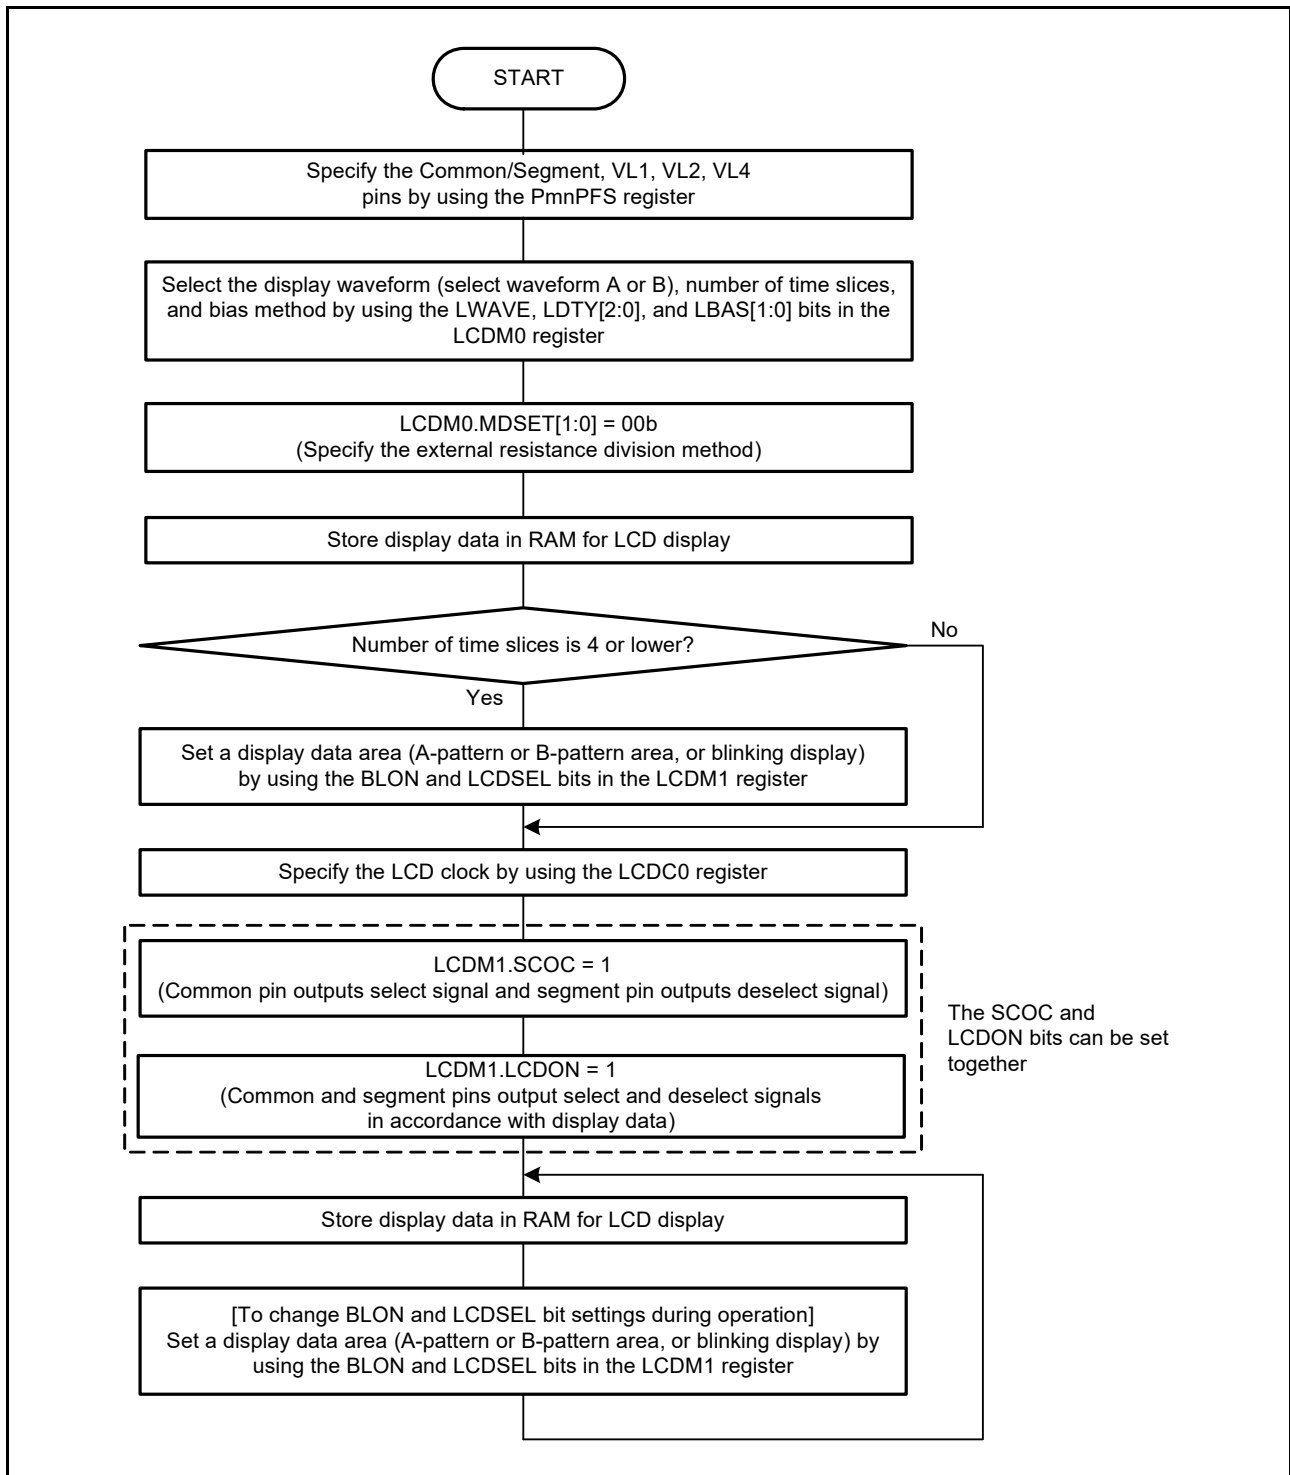 START
Specify the Common/Segment, VL1, VL2, VL4
pins by using the PmnPFS register
Select the display waveform (select waveform A or B), number of time slices,
and bias method by using the LWAVE, LDTY[2:0], and LBAS[1:0] bits in the
LCDM0 register
LCDM0.MDSET[1:0] = 00b
(Specify the external resistance division method)
Store display data in RAM for LCD display
Number of time slices is 4 or lower?
No
Yes
Set a display data area (A-pattern or B-pattern area, or blinking display)
by using the BLON and LCDSEL bits in the LCDM1 register
Specify the LCD clock by using the LCDC0 register
LCDM1.SCOC = 1
(Common pin outputs select signal and segment pin outputs deselect signal)
The SCOC and
LCDON bits can be set
together
LCDM1.LCDON = 1
(Common and segment pins output select and deselect signals
in accordance with display data)
Store display data in RAM for LCD display
[To change BLON and LCDSEL bit settings during operation]
Set a display data area (A-pattern or B-pattern area, or blinking display) by
using the BLON and LCDSEL bits in the LCDM1 register